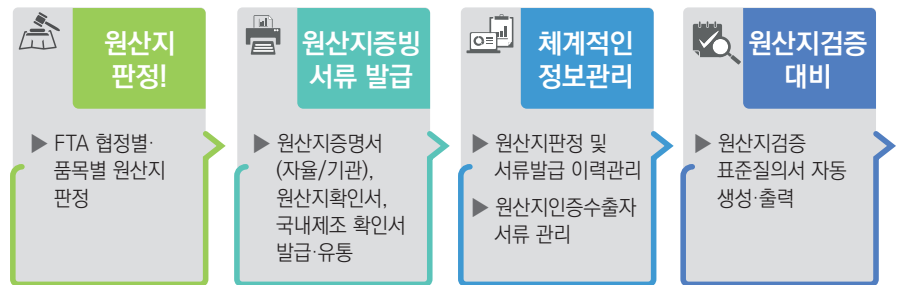 원산지
판정!
▶ FTA 협정별·
품목별 원산지
판정
원산지증빙
서류 발급
▶ 원산지증명서
(자율/기관),
원산지확인서,
국내제조 확인서
발급·유통
체계적인
정보관리
▶ 원산지판정 및
서류발급 이력관리
▶ 원산지인증수출자
서류 관리
원산지검증
대비
▶ 원산지검증
표준질의서 자동
생성·출력